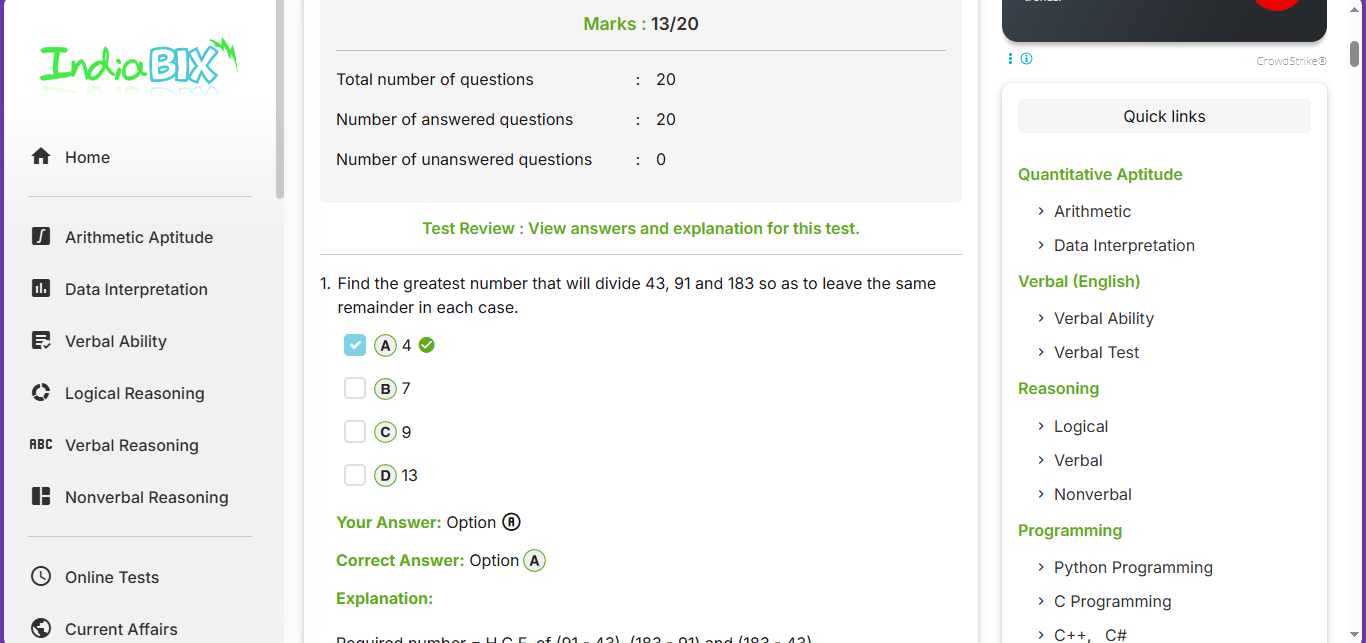 IndiaBIX
Home
Arithmetic Aptitude
Data Interpretation
Verbal Ability
Logical Reasoning
ABC Verbal Reasoning
Nonverbal Reasoning
Online Tests
Current Affairs
Marks : 13/20
Total number of questions : 20
Number of answered questions : 20
Number of unanswered questions : 0
Test Review : View answers and explanation for this test.
1. Find the greatest number that will divide 43, 91 and 183 so as to leave the same
remainder in each case.
A 4
B 7
C 9
D 13
Your Answer: Option A
Correct Answer: Option A
Explanation:
Required number = H.C.F. of (91 - 43), (183 - 91) and (183 - 43)
CrowdStrike®
Quick links
Quantitative Aptitude
› Arithmetic
› Data Interpretation
Verbal (English)
› Verbal Ability
› Verbal Test
Reasoning
› Logical
› Verbal
› Nonverbal
Programming
› Python Programming
› C Programming
› C++, C#